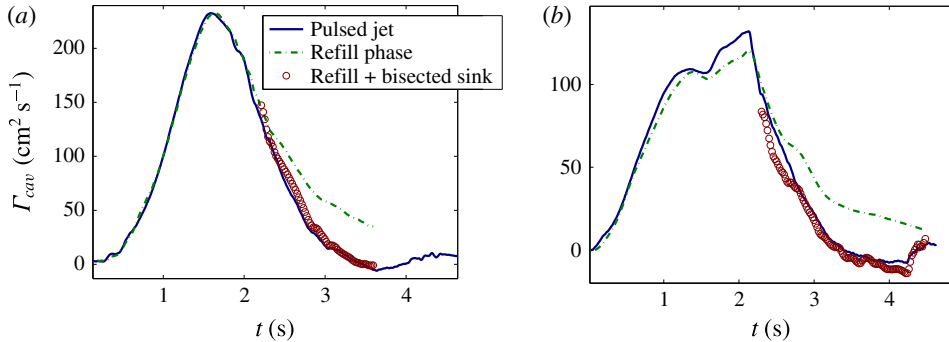 (a)
(b)
Pulsed jet
Refill phase
Refill + bisected sink
Γcav (cm² s⁻¹)
200
150
100
50
0
1 2 3 4
t (s)
100
50
0
1 2 3 4
t (s)